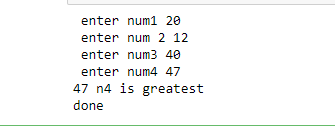 enter num1 20
enter num 2 12
enter num3 40
enter num4 47
47 n4 is greatest
done